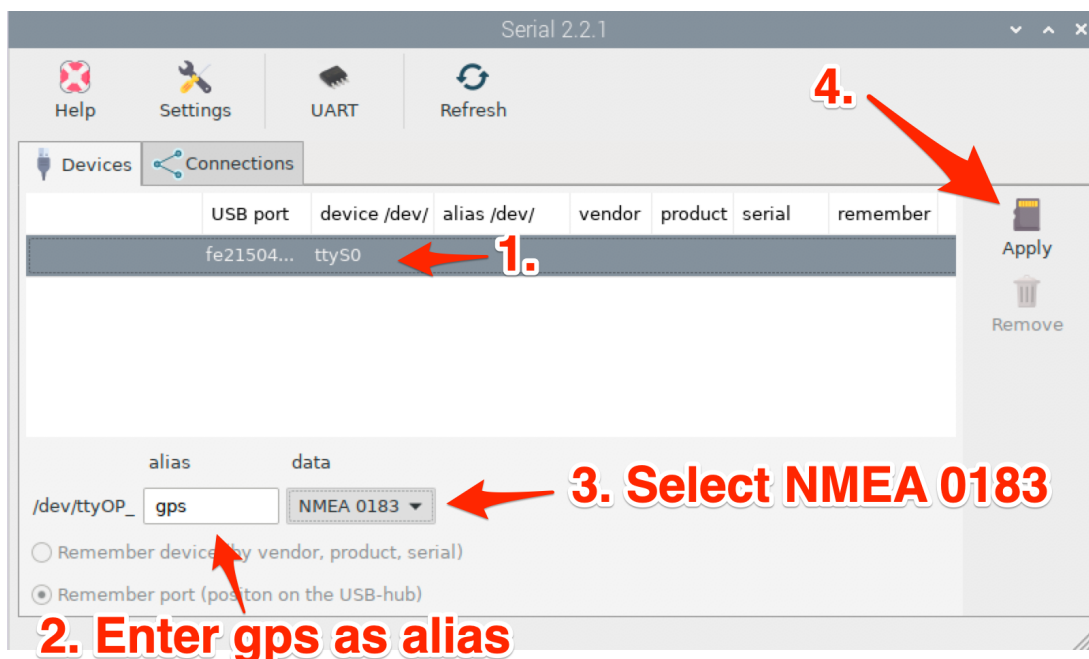 Serial 2.2.1
Help Settings UART Refresh
4.
Devices Connections
USB port device /dev/ alias /dev/ vendor product serial remember
fe21504... ttyS0
1.
Apply
Remove
alias data
/dev/ttyOP_ gps NMEA 0183
3. Select NMEA 0183
Remember device (by vendor, product, serial)
Remember port (positon on the USB-hub)
2. Enter gps as alias